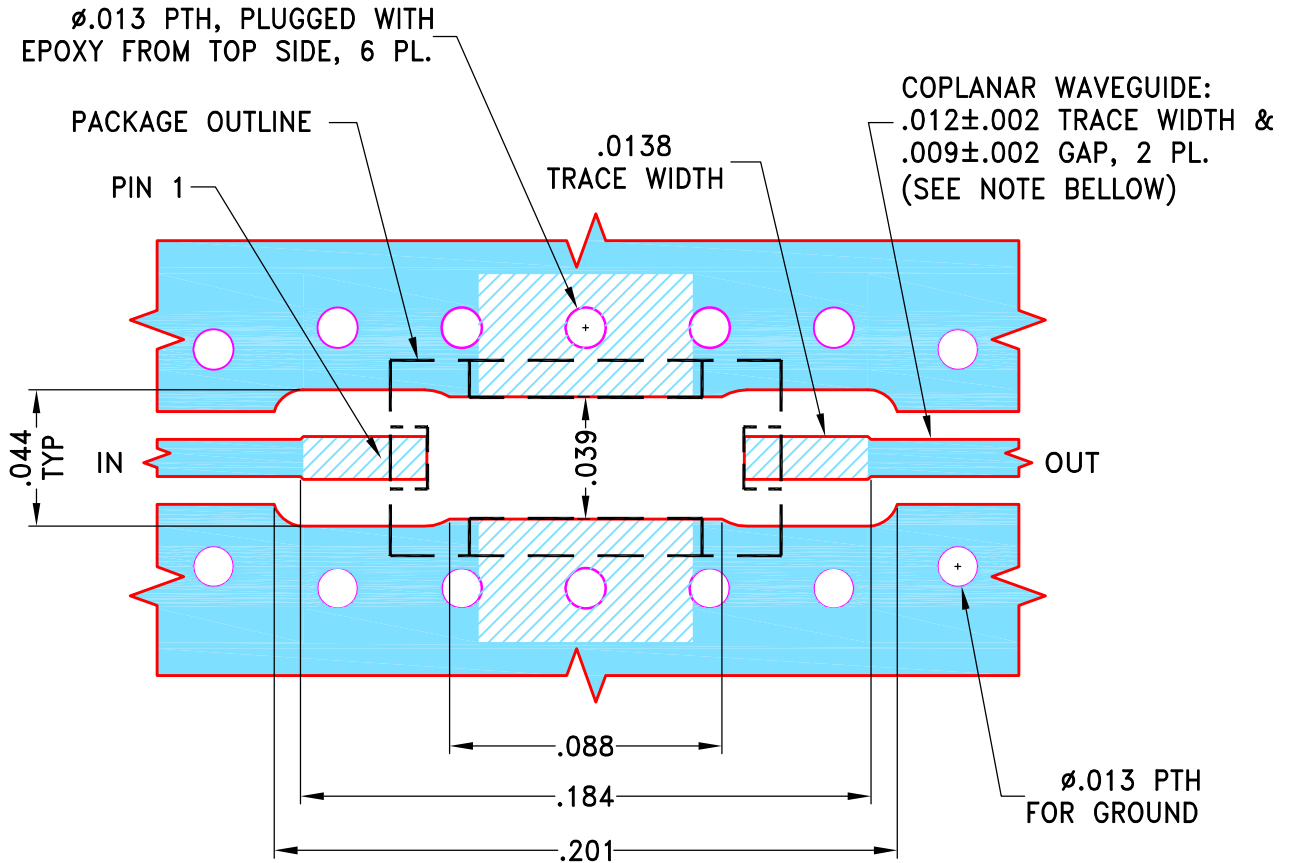 ø.013 PTH, PLUGGED WITH
EPOXY FROM TOP SIDE, 6 PL.
PACKAGE OUTLINE
PIN 1
.0138
TRACE WIDTH
COPLANAR WAVEGUIDE:
.012±.002 TRACE WIDTH &
.009±.002 GAP, 2 PL.
(SEE NOTE BELLOW)
.044
TYP
IN
.039
OUT
.088
.184
.201
ø.013 PTH
FOR GROUND